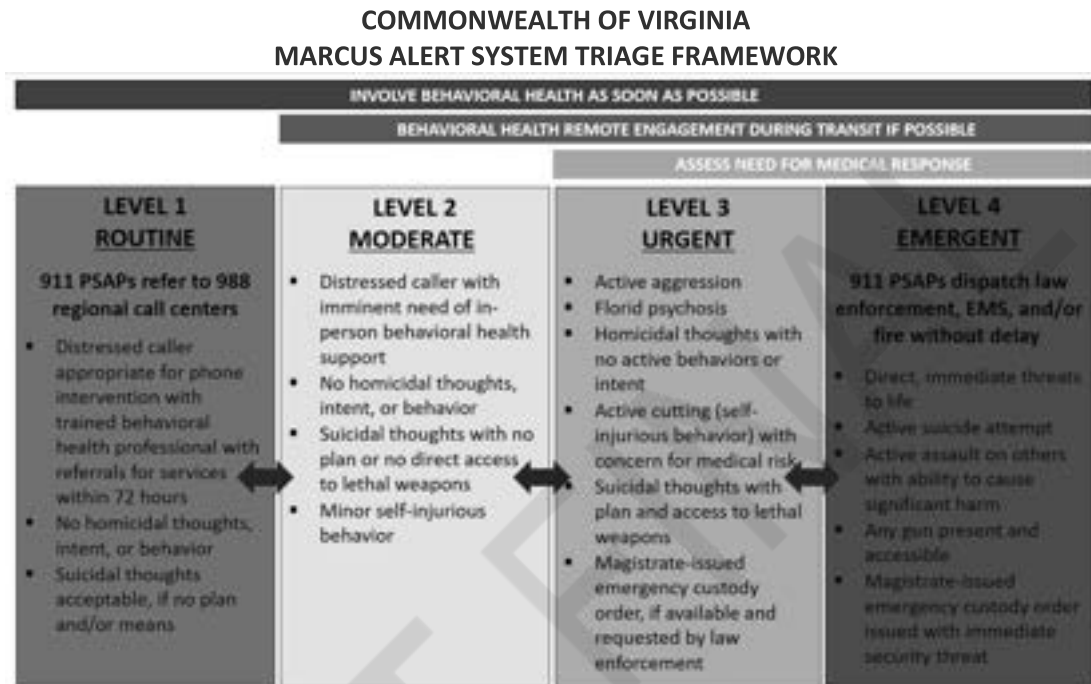 COMMONWEALTH OF VIRGINIA
MARCUS ALERT SYSTEM TRIAGE FRAMEWORK
INVOLVE BEHAVIORAL HEALTH AS SOON AS POSSIBLE
BEHAVIORAL HEALTH REMOTE ENGAGEMENT DURING TRANSIT IF POSSIBLE
ASSESS NEED FOR MEDICAL RESPONSE
LEVEL 1
ROUTINE
911 PSAPs refer to 988
regional call centers
▪ Distressed caller
appropriate for phone
intervention with
trained behavioral
health professional with
referrals for services
within 72 hours
▪ No homicidal thoughts,
intent, or behavior
▪ Suicidal thoughts
acceptable, if no plan
and/or means
LEVEL 2
MODERATE
▪ Distressed caller with
imminent need of in-
person behavioral health
support
▪ No homicidal thoughts,
intent, or behavior
▪ Suicidal thoughts with no
plan or no direct access
to lethal weapons
▪ Minor self-injurious
behavior
LEVEL 3
URGENT
▪ Active aggression
▪ Florid psychosis
▪ Homicidal thoughts with
no active behaviors or
intent
▪ Active cutting (self-
injurious behavior) with
concern for medical risk
▪ Suicidal thoughts with
plan and access to lethal
weapons
▪ Magistrate-issued
emergency custody
order, if available and
requested by law
enforcement
LEVEL 4
EMERGENT
911 PSAPs dispatch law
enforcement, EMS, and/or
fire without delay
▪ Direct, immediate threats
to life
▪ Active suicide attempt
▪ Active assault on others
with ability to cause
significant harm
▪ Any gun present and
accessible
▪ Magistrate-issued
emergency custody order
issued with immediate
security threat